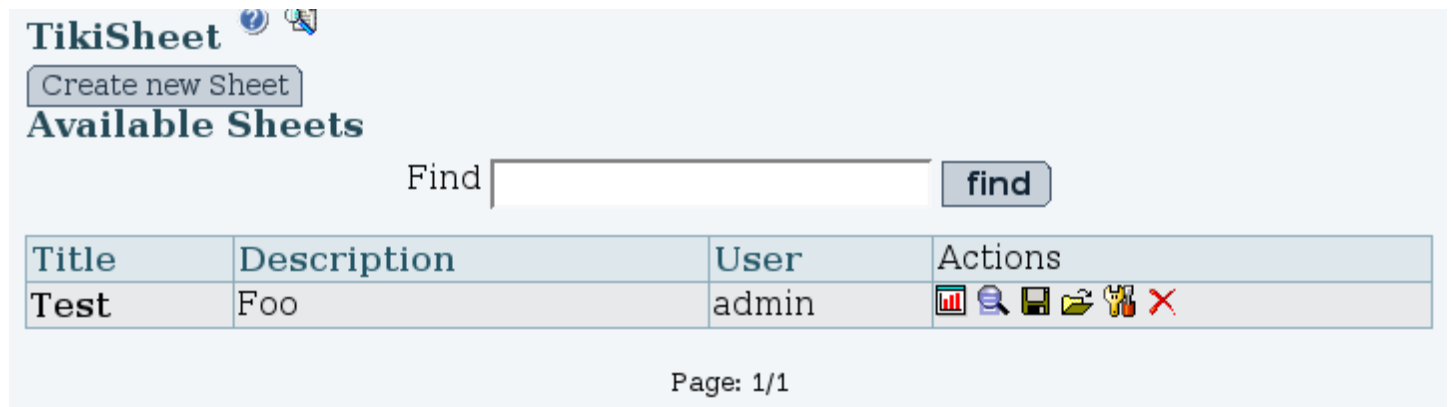 TikiSheet
Create new Sheet
Available Sheets
Find find
Title Description User Actions
Test Foo admin
Page: 1/1